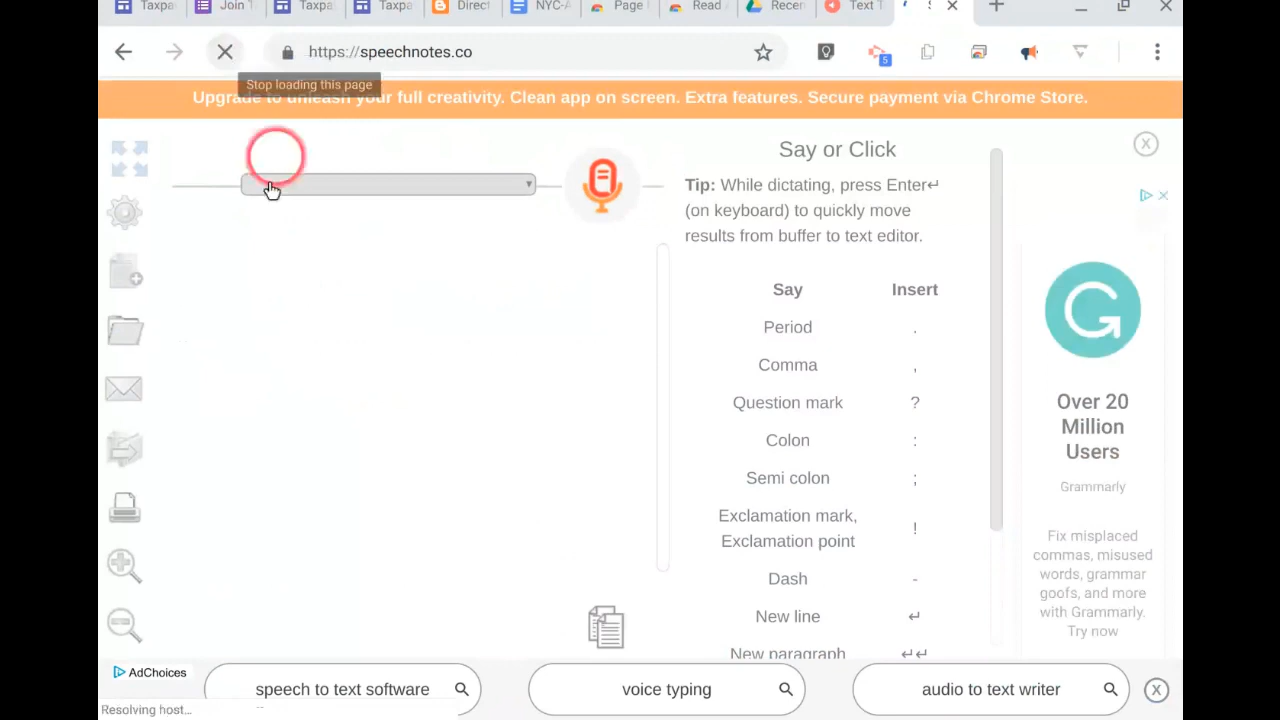 Taxpa
Join T
Taxpa
Taxpa
Direct
NYC-A
Page
Read
Recen
Text T
https://speechnotes.co
5
Stop loading this page
Upgrade to unleash your full creativity. Clean app on screen. Extra features. Secure payment via Chrome Store.
Say or Click
X
Tip: While dictating, press Enter↵
(on keyboard) to quickly move
results from buffer to text editor.
Say Insert
Period .
Comma ,
Question mark ?
Colon :
Semi colon ;
Exclamation mark,
Exclamation point !
Dash -
New line ↵
New paragraph ↵↵
G
Over 20
Million
Users
Grammarly
Fix misplaced
commas, misused
words, grammar
goofs, and more
with Grammarly.
Try now
AdChoices
speech to text software
voice typing
audio to text writer
X
Resolving host...